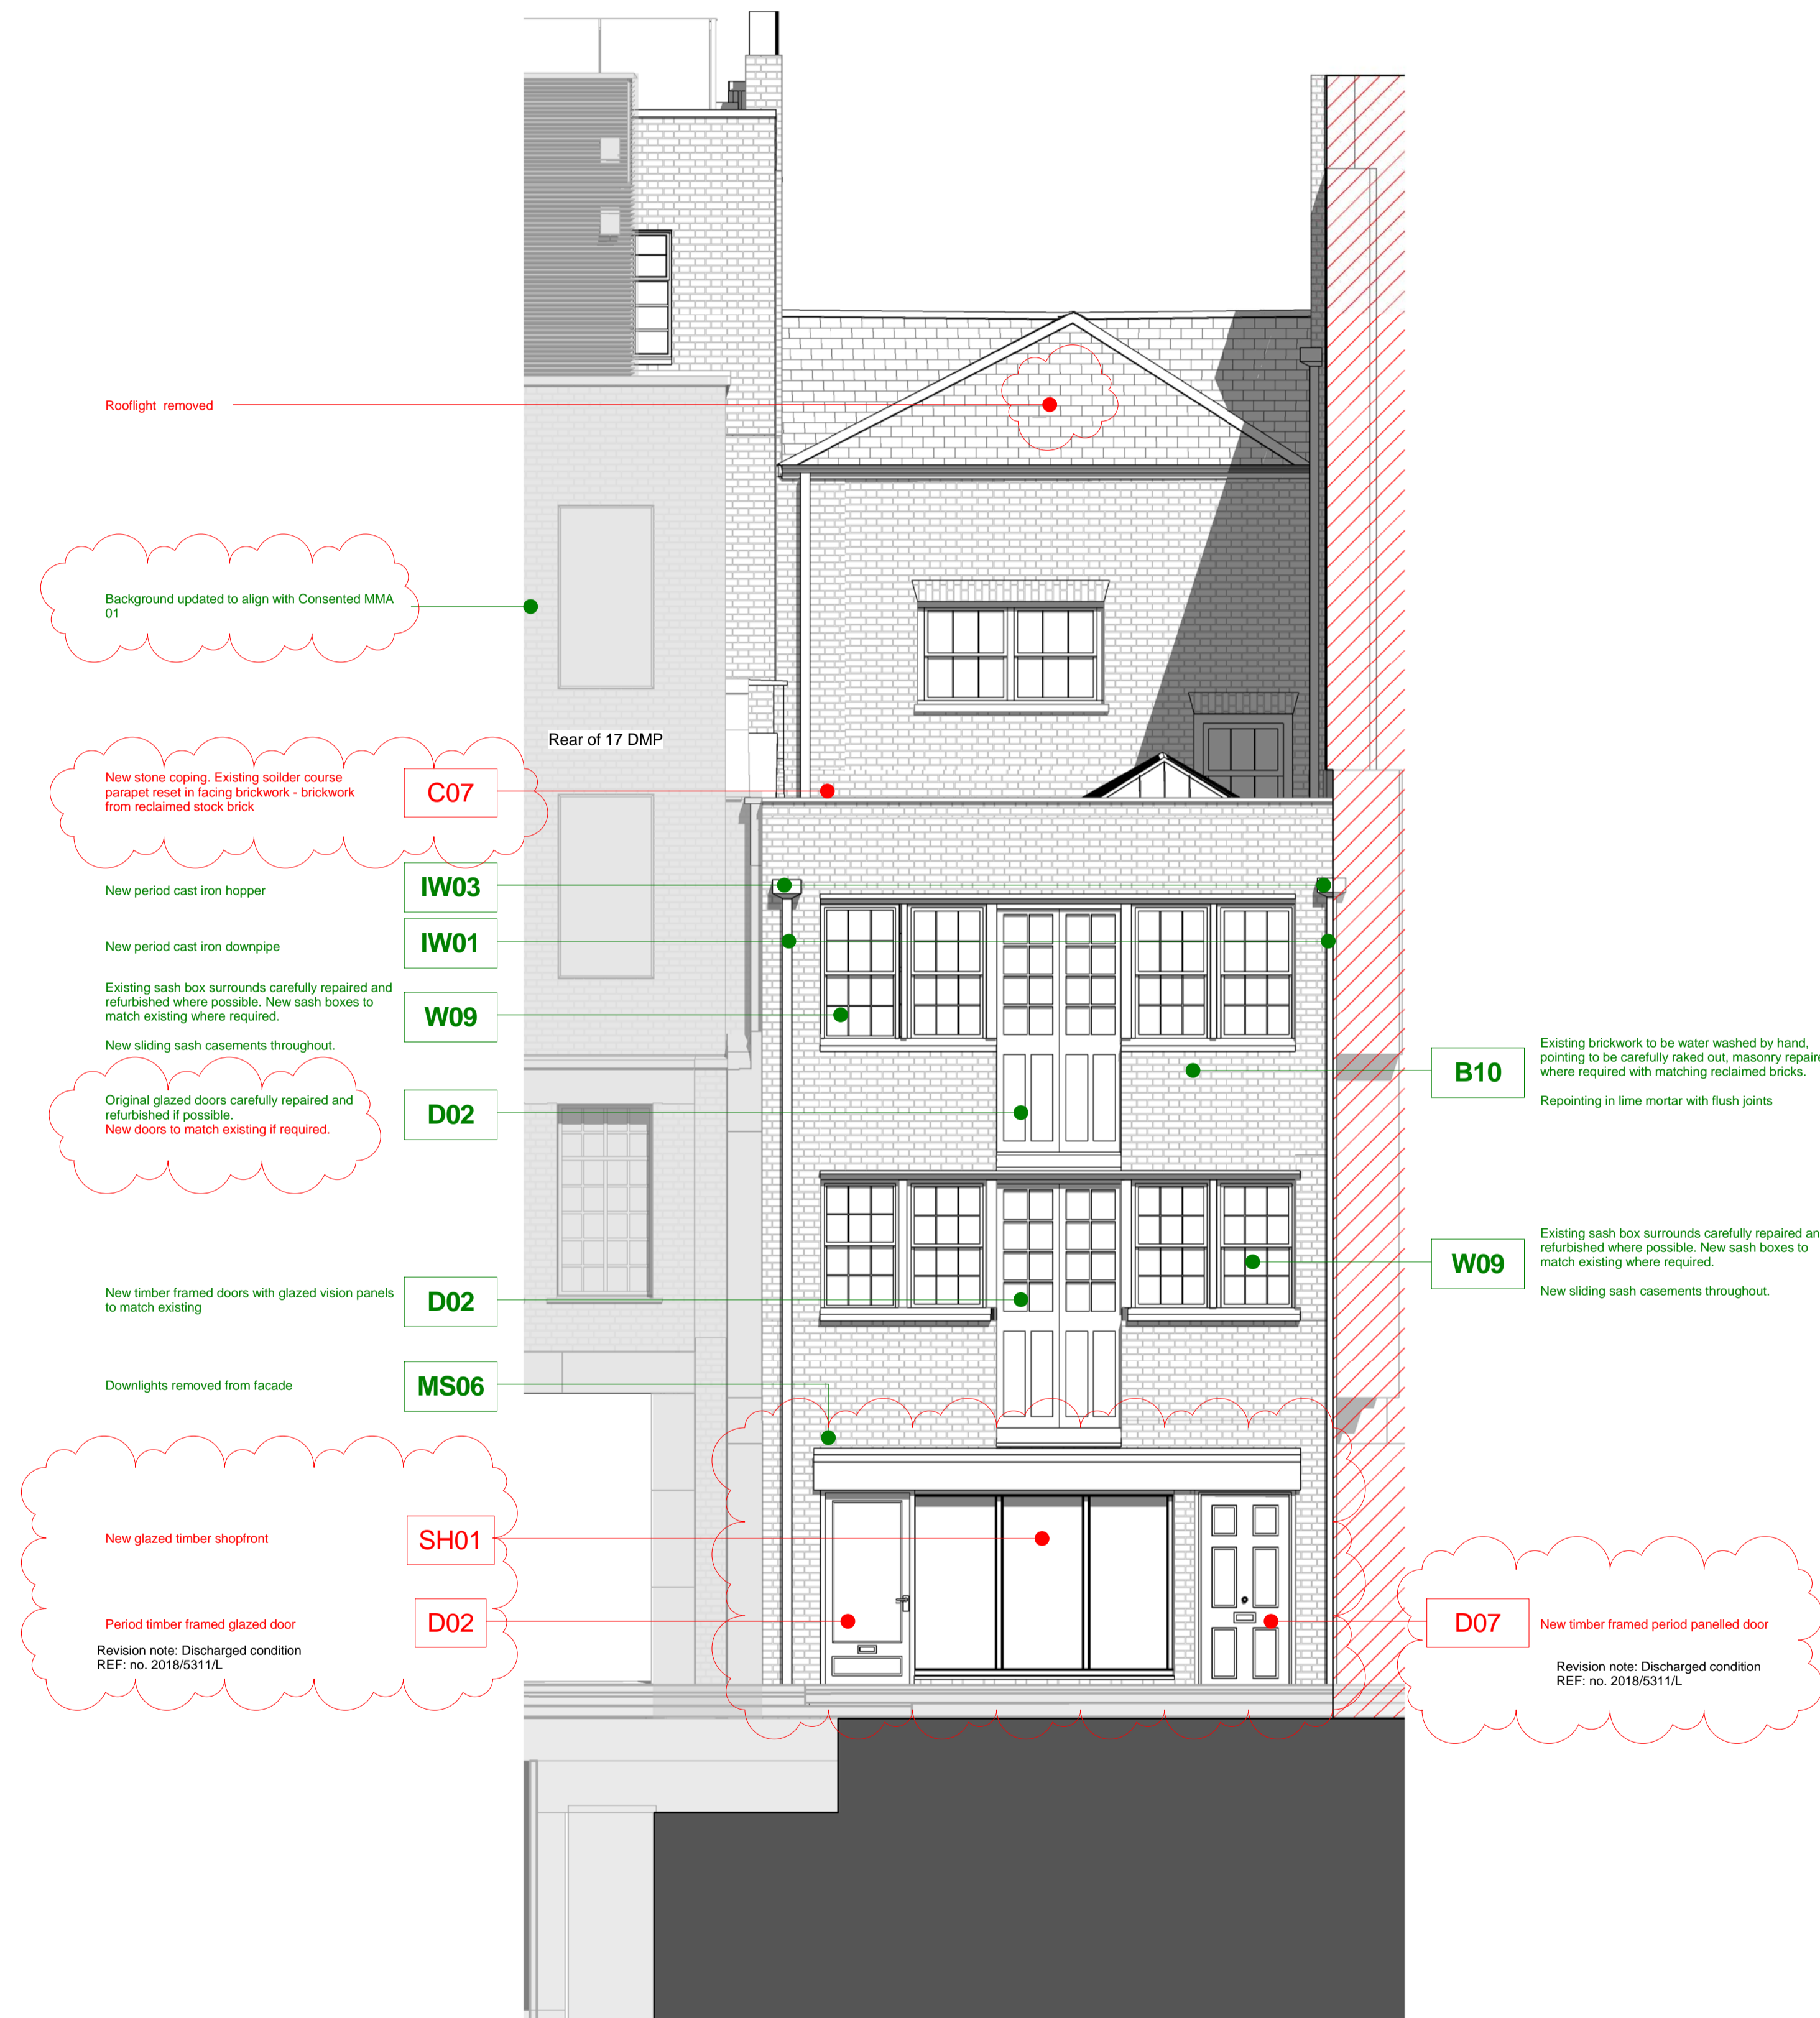 Rooflight removed
Background updated to align with Consented MMA
01
Rear of 17 DMP
New stone coping. Existing soilder course
parapet reset in facing brickwork - brickwork
from reclaimed stock brick
C07
New period cast iron hopper
IW03
New period cast iron downpipe
IW01
Existing sash box surrounds carefully repaired and
refurbished where possible. New sash boxes to
match existing where required.
New sliding sash casements throughout.
W09
Original glazed doors carefully repaired and
refurbished if possible.
New doors to match existing if required.
D02
New timber framed doors with glazed vision panels
to match existing
D02
Downlights removed from facade
MS06
New glazed timber shopfront
SH01
Period timber framed glazed door
D02
Revision note: Discharged condition
REF: no. 2018/5311/L
B10
Existing brickwork to be water washed by hand,
pointing to be carefully raked out, masonry repaire
where required with matching reclaimed bricks.
Repointing in lime mortar with flush joints
W09
Existing sash box surrounds carefully repaired an
refurbished where possible. New sash boxes to
match existing where required.
New sliding sash casements throughout.
D07
New timber framed period panelled door
Revision note: Discharged condition
REF: no. 2018/5311/L